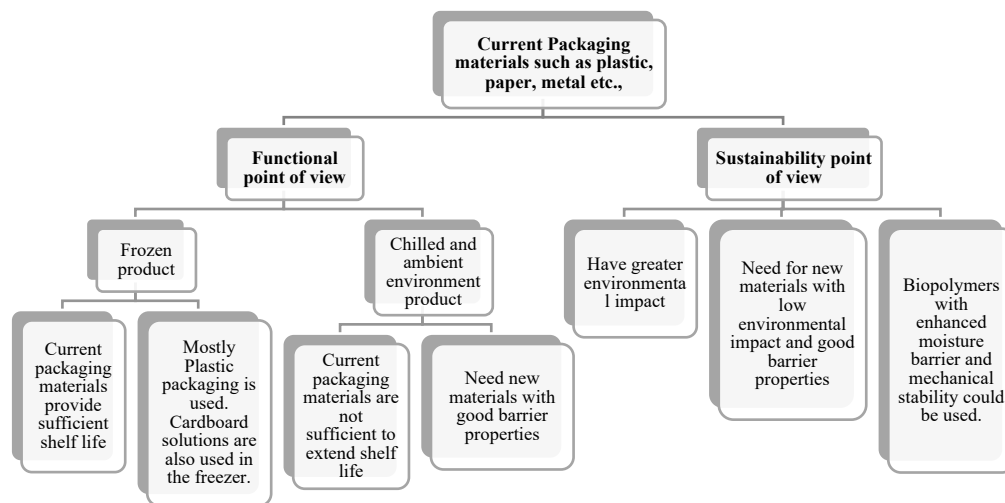 Current Packaging
materials such as plastic,
paper, metal etc.,
Functional
point of view
Sustainability point
of view
Frozen
product
Chilled and
ambient
environment
product
Have greater
environmenta
l impact
Need for new
materials with
low
environmental
impact and good
barrier
properties
Biopolymers
with
enhanced
moisture
barrier and
mechanical
stability could
be used.
Current
packaging
materials
provide
sufficient
shelf life
Mostly
Plastic
packaging is
used.
Cardboard
solutions are
also used in
the freezer.
Current
packaging
materials are
not
sufficient to
extend shelf
life
Need new
materials with
good barrier
properties